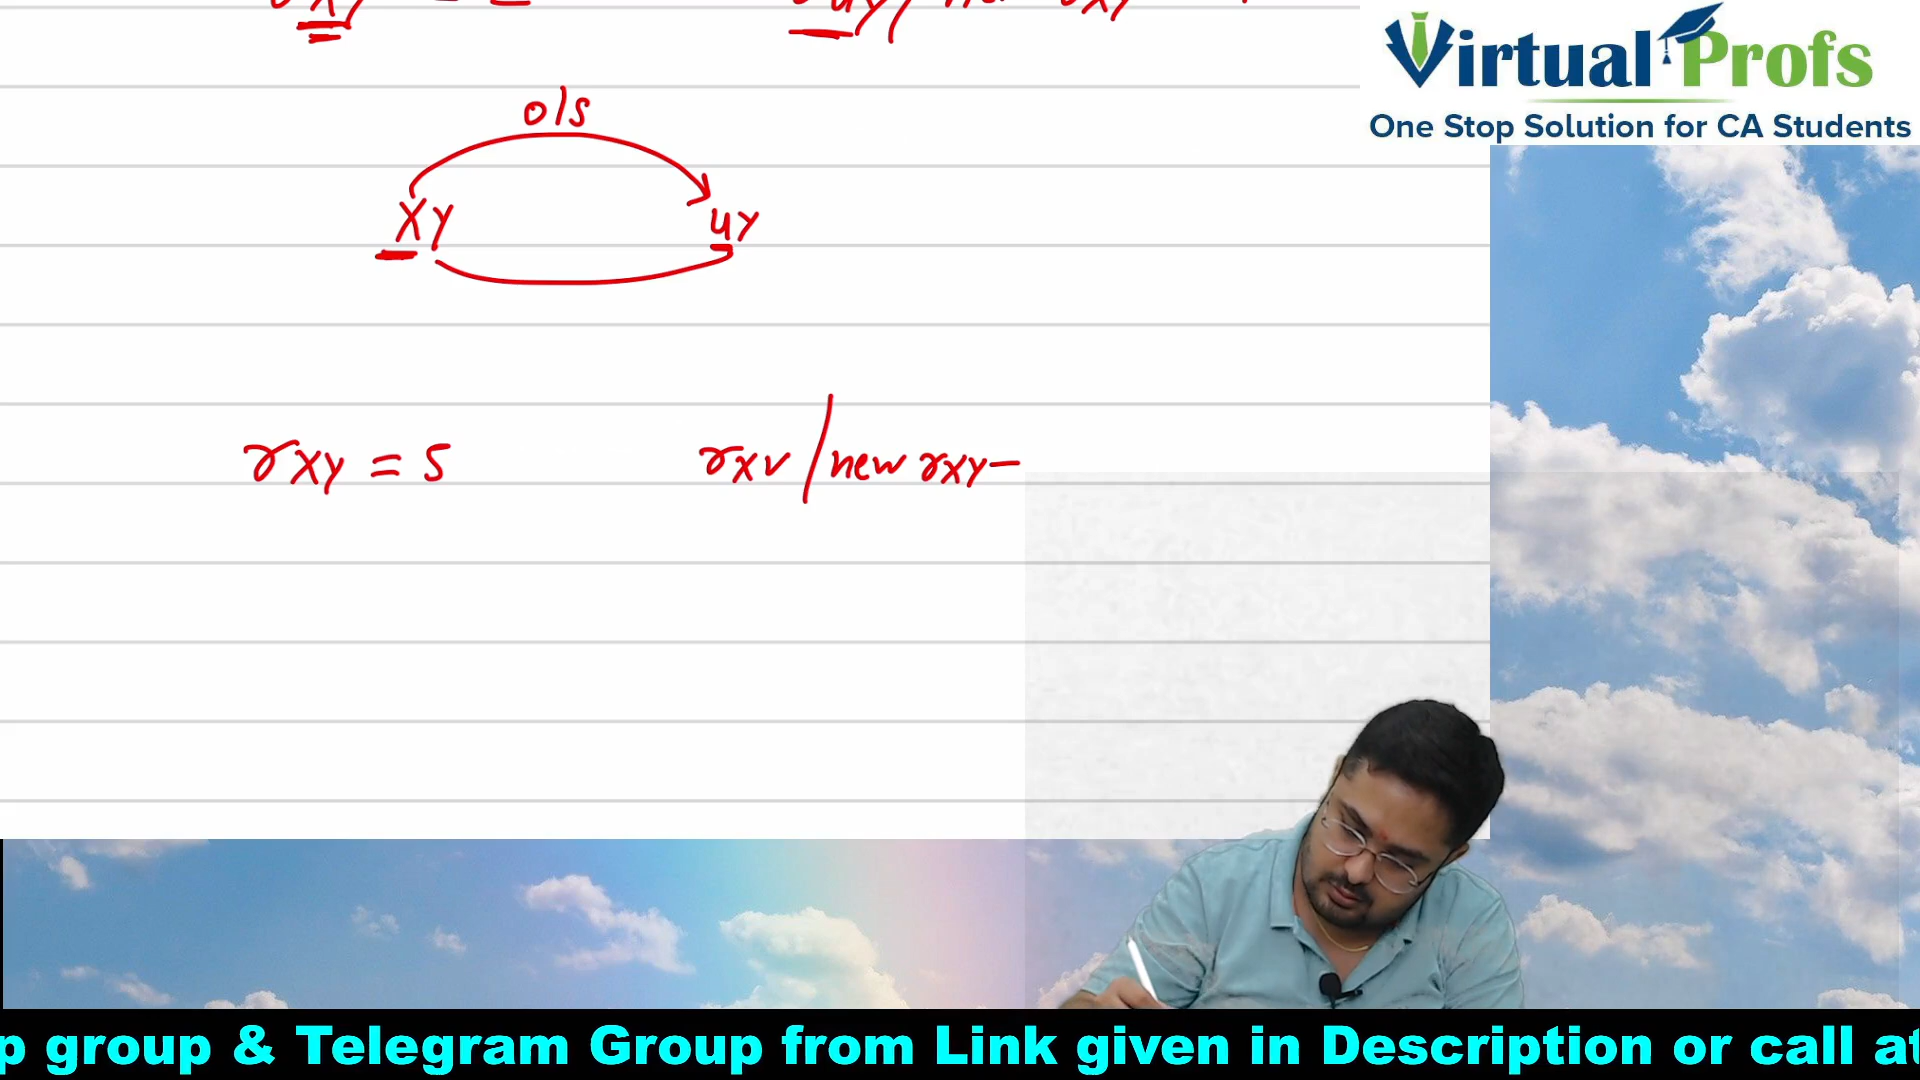 Virtual Profs
One Stop Solution for CA Students
o/s
xy uy
rxy = 5 rxv / new rxy -
p group & Telegram Group from Link given in Description or call at